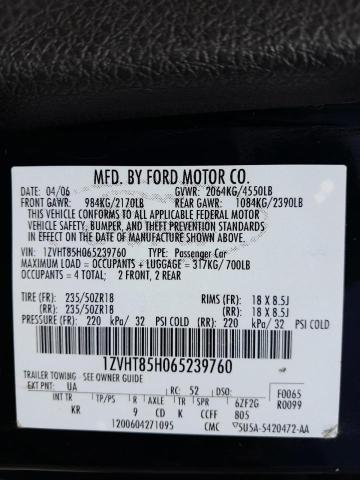 MFD. BY FORD MOTOR CO.
DATE: 04/06 GVWR: 2064KG/4550LB
FRONT GAWR: 984KG/2170LB REAR GAWR: 1084KG/2390LB
THIS VEHICLE CONFORMS TO ALL APPLICABLE FEDERAL MOTOR
VEHICLE SAFETY, BUMPER, AND THEFT PREVENTION STANDARDS
IN EFFECT ON THE DATE OF MANUFACTURE SHOWN ABOVE.
VIN: 1ZVHT85H065239760 TYPE: Passenger Car
MAXIMUM LOAD = OCCUPANTS + LUGGAGE = 317KG/700LB
OCCUPANTS = 4 TOTAL: 2 FRONT, 2 REAR
TIRE (FR): 235/50ZR18 RIMS (FR): 18 X 8.5J
(RR): 235/50ZR18 (RR): 18 X 8.5J
PRESSURE (FR): 220 kPa/ 32 PSI COLD (RR): 220 kPa/ 32 PSI COLD
1ZVHT85H065239760
TRAILER TOWING - SEE OWNER GUIDE
EXT PNT: UA RC: 52 DSO: F0065
R0099
INT TR TP/PS R AXLE TR SPR 6ZF2G
KR 9 CD K CCFF 805
1200604271095 CMC ▽5U5A-5420472-AA